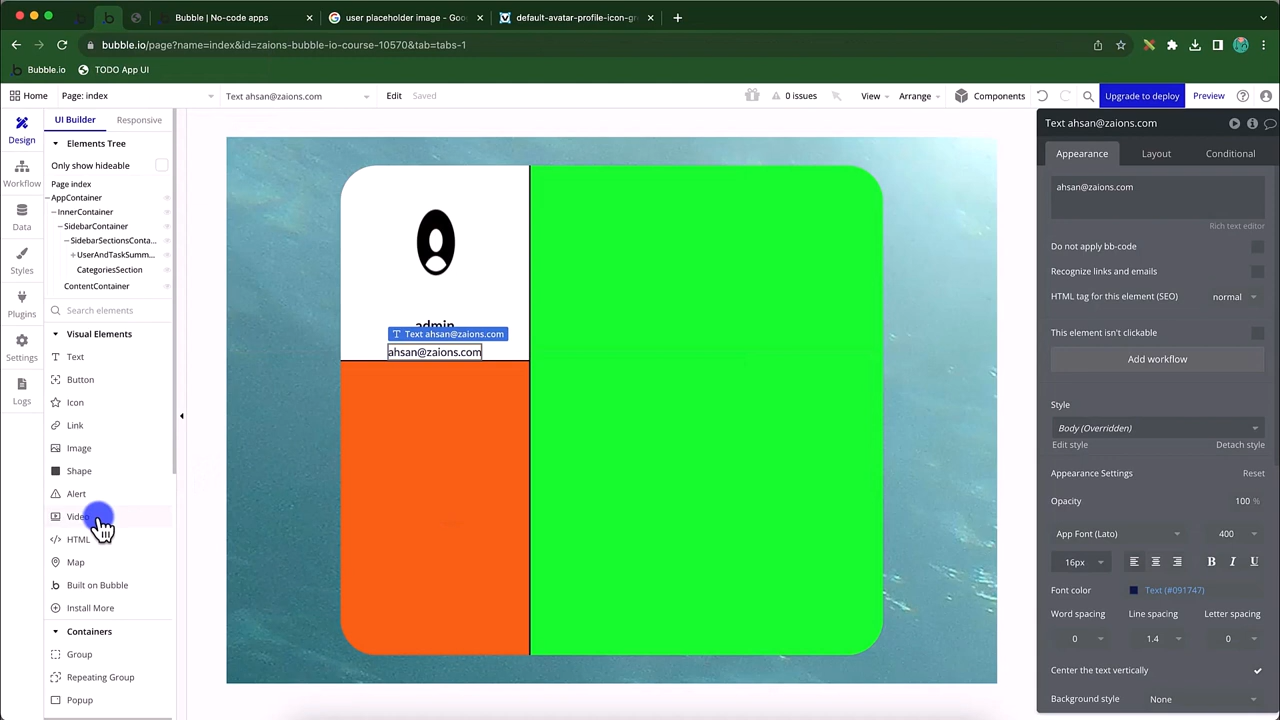 Bubble | No-code apps
user placeholder image - Goo
default-avatar-profile-icon-gre
bubble.io/page?name=index&id=zaions-bubble-io-course-10570&tab=tabs-1
Bubble.io
TODO App UI
Home
Page: index
Text ahsan@zaions.com
Edit
Saved
0 issues
View
Arrange
Components
Upgrade to deploy
Preview
Design
Workflow
Data
Styles
Plugins
Settings
Logs
UI Builder
Responsive
Elements Tree
Only show hideable
Page index
AppContainer
InnerContainer
SidebarContainer
SidebarSectionsConta...
UserAndTaskSumm...
CategoriesSection
ContentContainer
Search elements
Visual Elements
Text
Button
Icon
Link
Image
Shape
Alert
Video
HTML
Map
Built on Bubble
Install More
Containers
Group
Repeating Group
Popup
admin
Text ahsan@zaions.com
ahsan@zaions.com
Text ahsan@zaions.com
Appearance
Layout
Conditional
ahsan@zaions.com
Rich text editor
Do not apply bb-code
Recognize links and emails
HTML tag for this element (SEO)
normal
This element isn't clickable
Add workflow
Style
Body (Overridden)
Edit style
Detach style
Appearance Settings
Reset
Opacity
100 %
App Font (Lato)
400
16px
B
I
U
Font color
Text (#091747)
Word spacing
Line spacing
Letter spacing
0
1.4
0
Center the text vertically
Background style
None